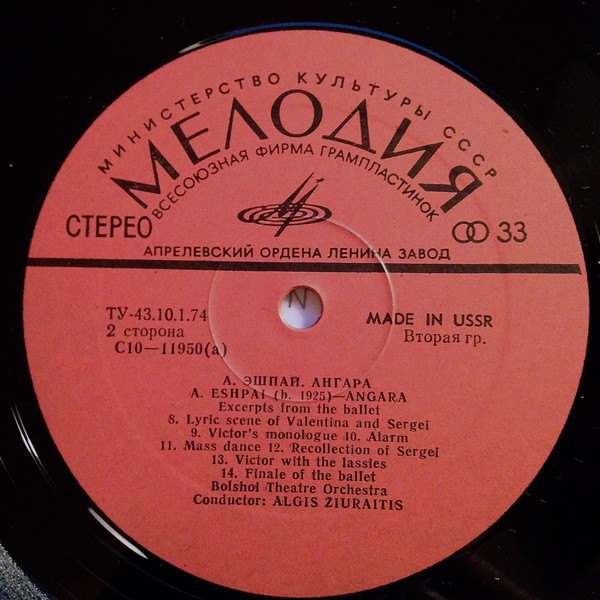 МИНИСТЕРСТВО КУЛЬТУРЫ СССР
МЕЛОДИЯ
ВСЕСОЮЗНАЯ ФИРМА ГРАМПЛАСТИНОК
СТЕРЕО
33
АПРЕЛЕВСКИЙ ОРДЕНА ЛЕНИНА ЗАВОД
N
ТУ-43.10.1.74
2 сторона
С10—11950(а)
MADE IN USSR
Вторая гр.
А. ЭШПАЙ. АНГАРА
A. ESHPAI (b. 1925)—ANGARA
Excerpts from the ballet
8. Lyric scene of Valentina and Sergei
9. Victor's monologue 10. Alarm
11. Mass dance 12. Recollection of Sergei
13. Victor with the lassies
14. Finale of the ballet
Bolshoi Theatre Orchestra
Conductor: ALGIS ŽIURAITIS